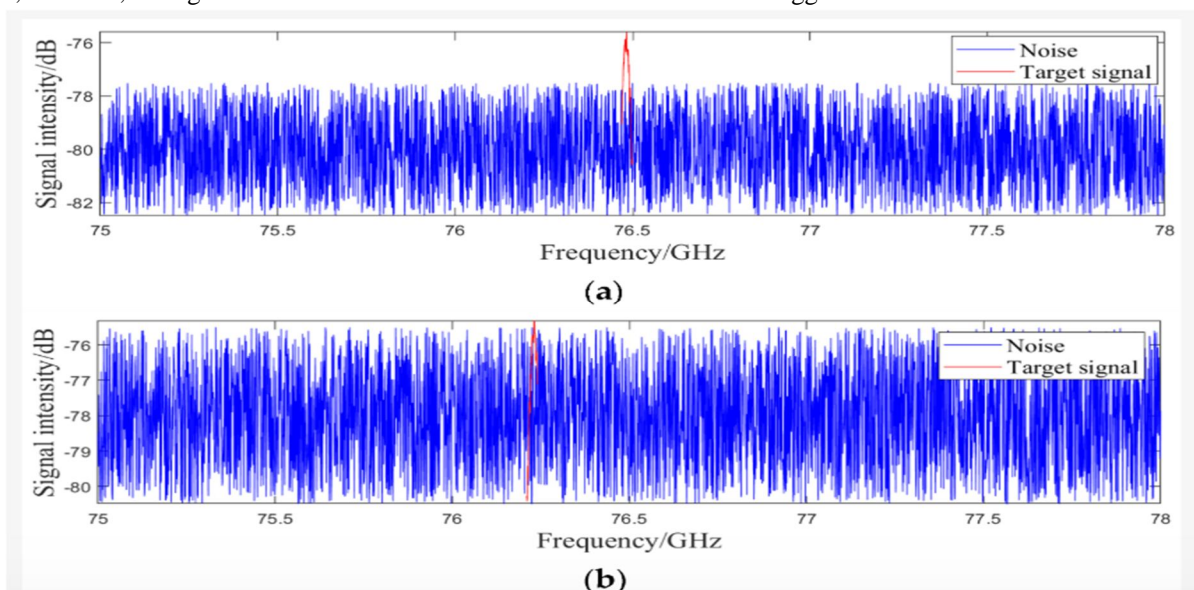 Noise
Target signal
-76
-78
-80
-82
Signal intensity/dB
75 75.5 76 76.5 77 77.5 78
Frequency/GHz
(a)
Noise
Target signal
-76
-77
-78
-79
-80
Signal intensity/dB
75 75.5 76 76.5 77 77.5 78
Frequency/GHz
(b)